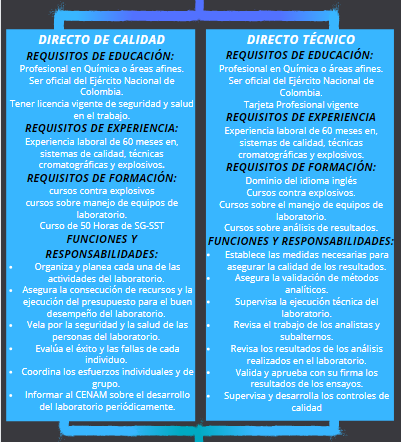 DIRECTO DE CALIDAD
REQUISITOS DE EDUCACIÓN:
Profesional en Química o áreas afines.
Ser oficial del Ejército Nacional de
Colombia.
Tener licencia vigente de seguridad y salud
en el trabajo.
REQUISITOS DE EXPERIENCIA:
Experiencia laboral de 60 meses en,
sistemas de calidad, técnicas
cromatográficas y explosivos.
REQUISITOS DE FORMACIÓN:
cursos contra explosivos
cursos sobre manejo de equipos de
laboratorio.
Curso de 50 Horas de SG-SST
FUNCIONES Y
RESPONSABILIDADES:
• Organiza y planea cada una de las
actividades del laboratorio.
• Asegura la consecución de recursos y la
ejecución del presupuesto para el buen
desempeño del laboratorio.
• Vela por la seguridad y la salud de las
personas del laboratorio.
• Evalúa el éxito y las fallas de cada
individuo.
• Coordina los esfuerzos individuales y de
grupo.
• Informar al CENAM sobre el desarrollo
del laboratorio periódicamente.
DIRECTO TÉCNICO
REQUISITOS DE EDUCACIÓN:
Profesional en Química o áreas afines.
Ser oficial del Ejército Nacional de
Colombia.
Tarjeta Profesional vigente
REQUISITOS DE EXPERIENCIA
Experiencia laboral de 60 meses en,
sistemas de calidad, técnicas
cromatográficas y explosivos.
REQUISITOS DE FORMACIÓN:
Dominio del idioma inglés
Cursos contra explosivos.
Cursos sobre el manejo de equipos de
laboratorio.
Cursos sobre análisis de resultados.
FUNCIONES Y RESPONSABILIDADES:
• Establece las medidas necesarias para
asegurar la calidad de los resultados.
• Asegura la validación de métodos
analíticos.
• Supervisa la ejecución técnica del
laboratorio.
• Revisa el trabajo de los analistas y
subalternos.
• Revisa los resultados de los análisis
realizados en el laboratorio.
• Valida y aprueba con su firma los
resultados de los ensayos.
• Supervisa y desarrolla los controles de
calidad